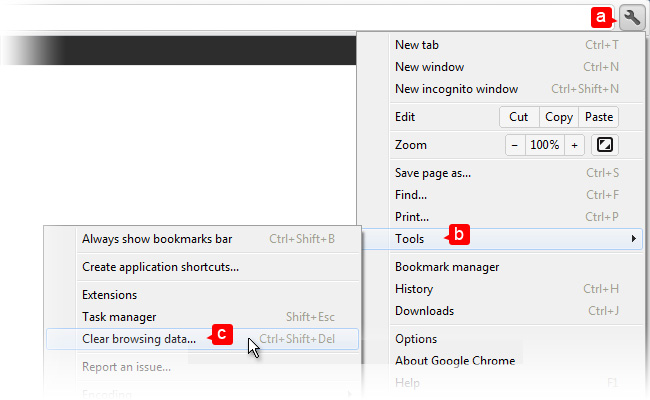 a
New tab Ctrl+T
New window Ctrl+N
New incognito window Ctrl+Shift+N
Edit Cut Copy Paste
Zoom − 100% +
Save page as... Ctrl+S
Find... Ctrl+F
Print... Ctrl+P
Tools b
Bookmark manager
History Ctrl+H
Downloads Ctrl+J
Options
About Google Chrome
Help F1
Always show bookmarks bar Ctrl+Shift+B
Create application shortcuts...
Extensions
Task manager Shift+Esc
Clear browsing data... c Ctrl+Shift+Del
Report an issue...
Encoding